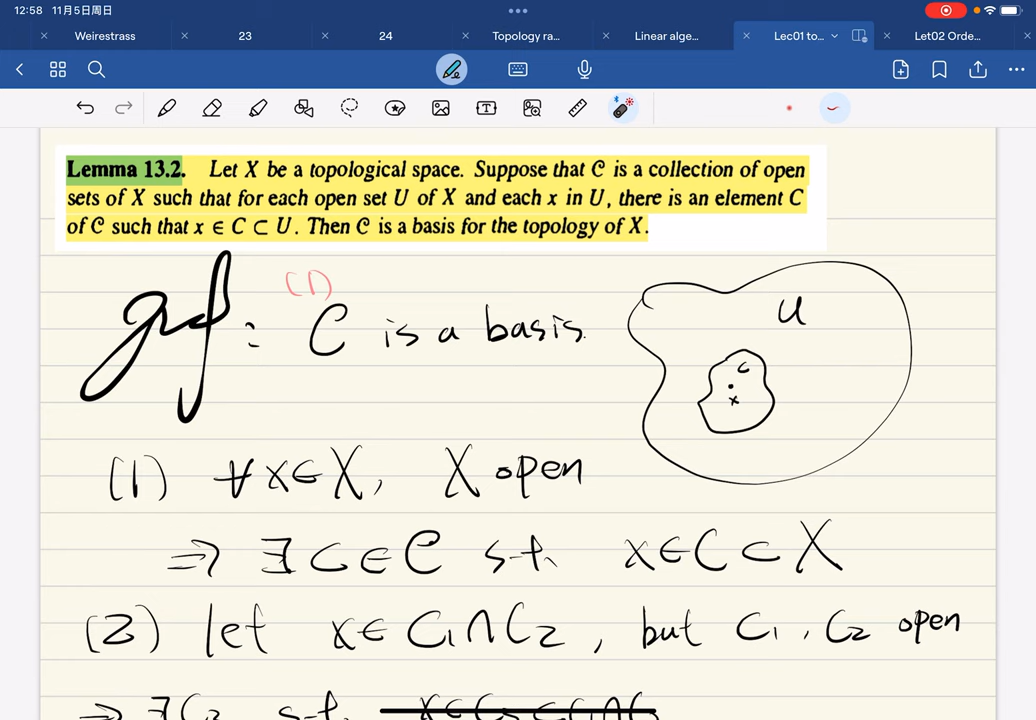 12:58 11月5日周日
Weirestrass 23 24 Topology ra... Linear alge... Lec01 to... Let02 Orde...
Lemma 13.2. Let X be a topological space. Suppose that 𝒞 is a collection of open
sets of X such that for each open set U of X and each x in U, there is an element C
of 𝒞 such that x ∈ C ⊂ U. Then 𝒞 is a basis for the topology of X.
(1)
U
: C is a basis.
C
x
(1) ∀x∈X, X open
⇒ ∃C∈𝒞 s.t. x∈C⊂X
(2) let x∈C₁∩C₂, but C₁, C₂ open
⇒ ∃C₃ s.t.